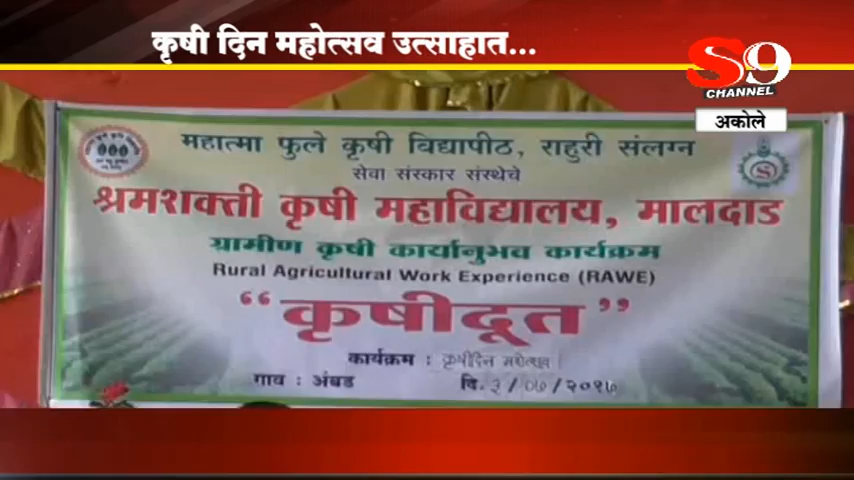 कृषी दिन महोत्सव उत्साहात...
S9
CHANNEL
अकोले
महात्मा फुले कृषी विद्यापीठ, राहुरी संलग्न
सेवा संस्कार संस्थेचे
श्रमशक्ती कृषी महाविद्यालय, मालदाड
ग्रामीण कृषी कार्यानुभव कार्यक्रम
Rural Agricultural Work Experience (RAWE)
“कृषीदूत”
कार्यक्रम : कृषीदिन महोत्सव
गाव : अंबड दि. ३/०७/२०१७